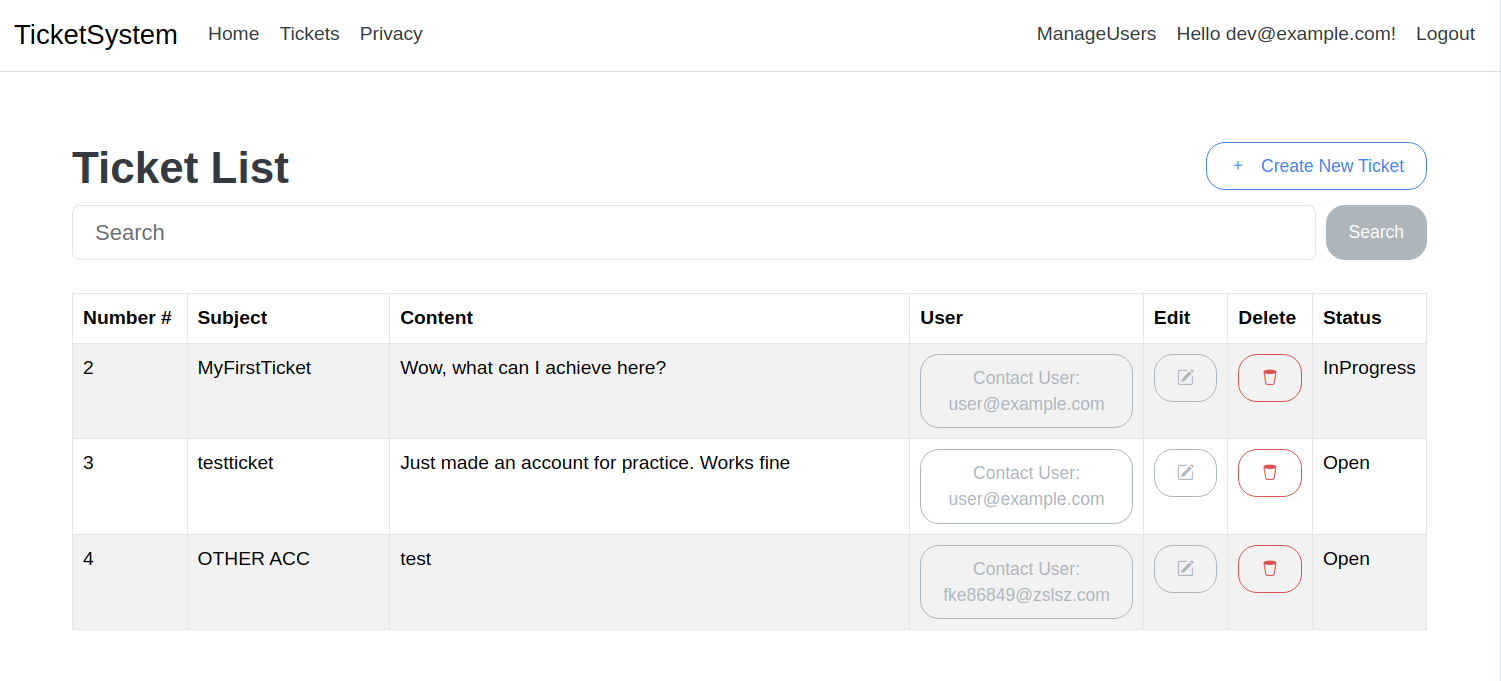 TicketSystem Home Tickets Privacy ManageUsers Hello dev@example.com! Logout
Ticket List
+ Create New Ticket
Search Search
Number # Subject Content User Edit Delete Status
2 MyFirstTicket Wow, what can I achieve here? Contact User: InProgress
user@example.com
3 testticket Just made an account for practice. Works fine Contact User: Open
user@example.com
4 OTHER ACC test Contact User: Open
fke86849@zslsz.com